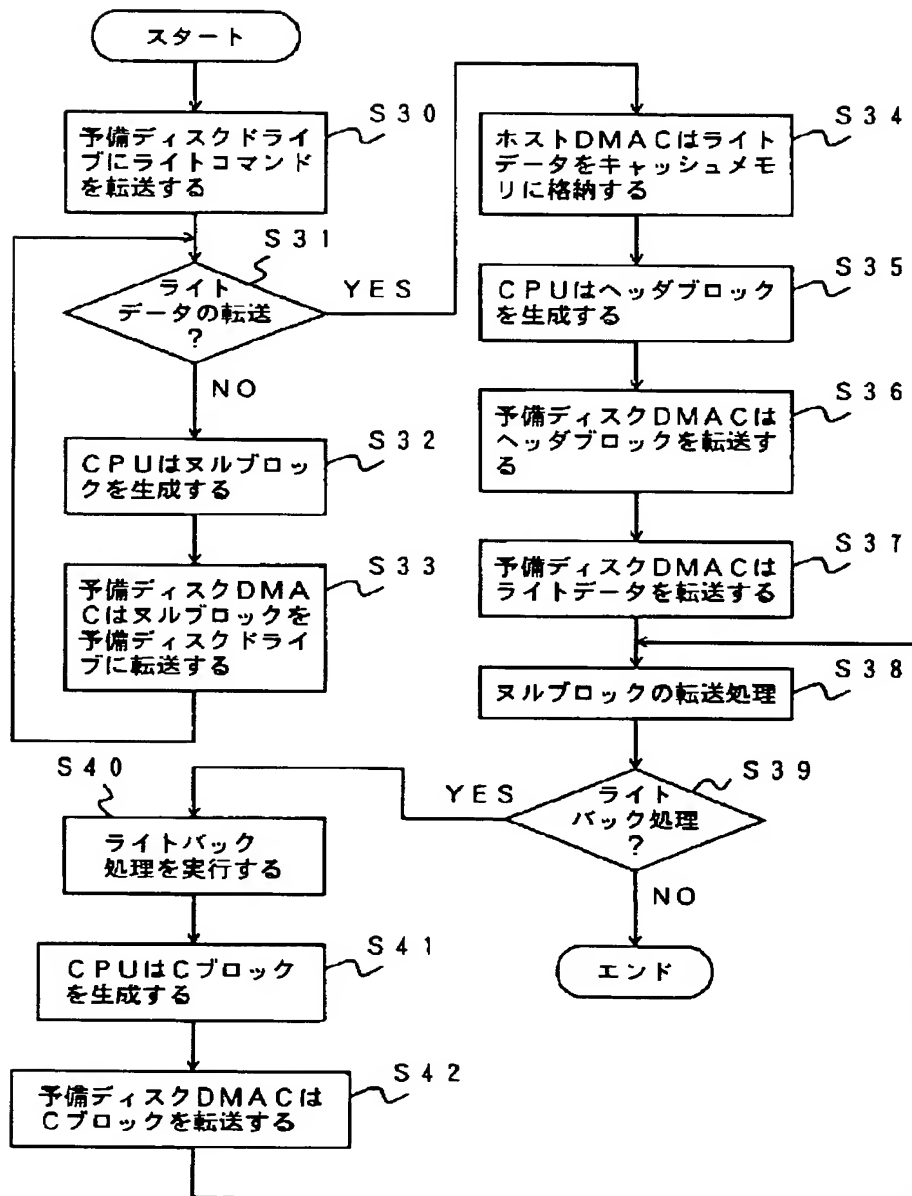 スタート
S30
予備ディスクドライ
ブにライトコマンド
を転送する
S31
ライト
データの転送
?
YES
NO
S32
CPUはヌルブロッ
クを生成する
S33
予備ディスクDMA
Cはヌルブロックを
予備ディスクドライ
ブに転送する
S34
ホストDMACはライト
データをキャッシュメモ
リに格納する
S35
CPUはヘッダブロック
を生成する
S36
予備ディスクDMACは
ヘッダブロックを転送す
る
S37
予備ディスクDMACは
ライトデータを転送する
S38
ヌルブロックの転送処理
S39
ライト
バック処理
?
YES
NO
エンド
S40
ライトバック
処理を実行する
S41
CPUはCブロック
を生成する
S42
予備ディスクDMACは
Cブロックを転送する